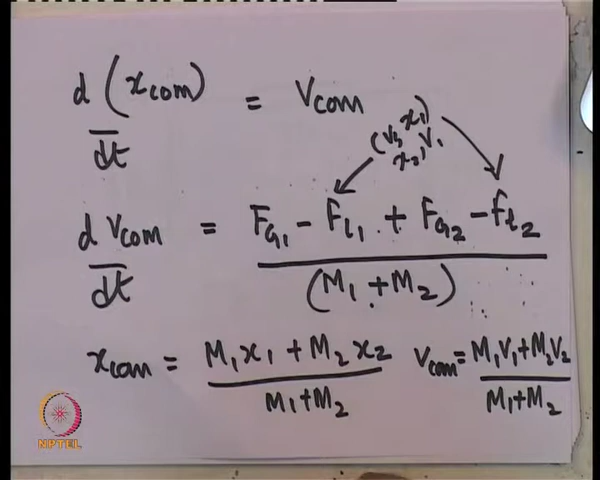 d/dt (x_com) = V_com
(v_2, x_1)
x_2, v_1
d/dt V_com = (F_a1 - F_l1 + F_a2 - F_l2) / (M_1 + M_2)
x_com = (M_1 x_1 + M_2 x_2) / (M_1 + M_2)    V_com = (M_1 V_1 + M_2 V_2) / (M_1 + M_2)
NPTEL